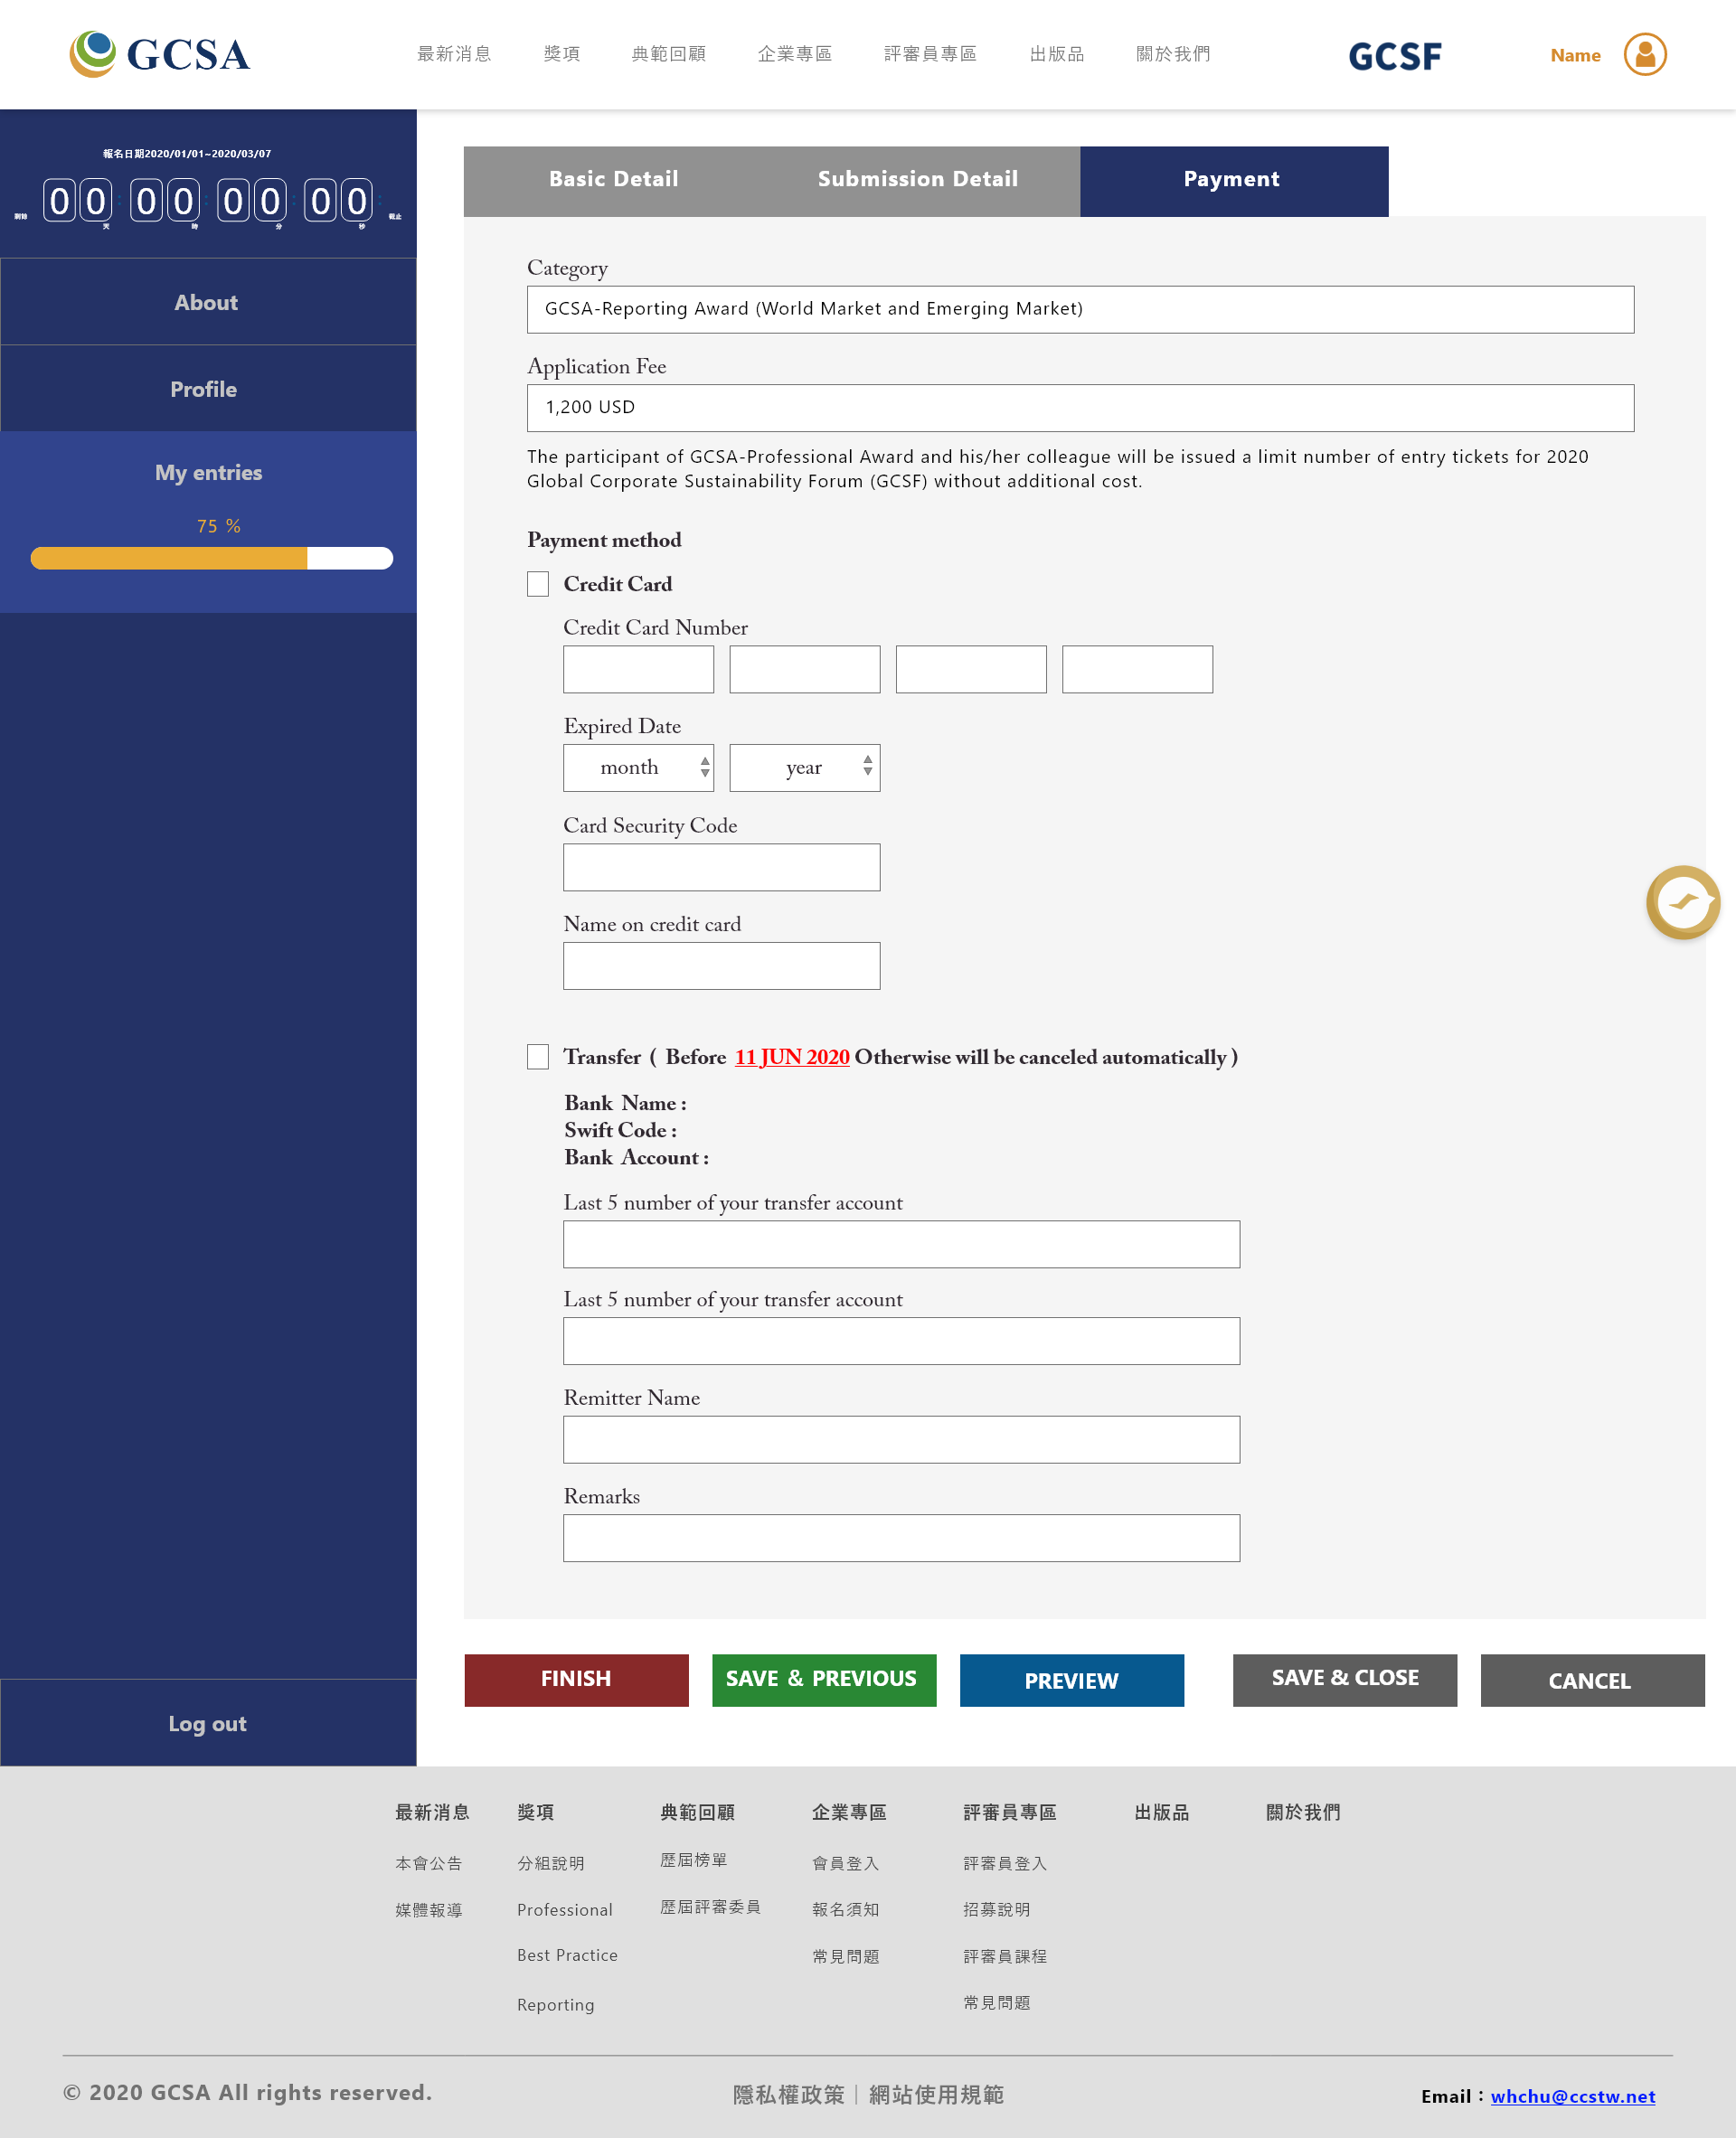 GCSA
最新消息 獎項 典範回顧 企業專區 評審員專區 出版品 關於我們
GCSF
Name
報名日期2020/01/01~2020/03/07
剩餘 00 : 00 : 00 : 00 : 截止
天 時 分 秒
About
Profile
My entries
75 %
Log out
Basic Detail Submission Detail Payment
Category
GCSA-Reporting Award (World Market and Emerging Market)
Application Fee
1,200 USD
The participant of GCSA-Professional Award and his/her colleague will be issued a limit number of entry tickets for 2020
Global Corporate Sustainability Forum (GCSF) without additional cost.
Payment method
Credit Card
Credit Card Number
Expired Date
month year
Card Security Code
Name on credit card
Transfer ( Before 11 JUN 2020 Otherwise will be canceled automatically )
Bank Name :
Swift Code :
Bank Account :
Last 5 number of your transfer account
Last 5 number of your transfer account
Remitter Name
Remarks
FINISH SAVE & PREVIOUS PREVIEW SAVE & CLOSE CANCEL
最新消息 獎項 典範回顧 企業專區 評審員專區 出版品 關於我們
本會公告 分組說明 歷屆榜單 會員登入 評審員登入
媒體報導 Professional 歷屆評審委員 報名須知 招募說明
Best Practice 常見問題 評審員課程
Reporting 常見問題
© 2020 GCSA All rights reserved.
隱私權政策｜網站使用規範
Email：whchu@ccstw.net